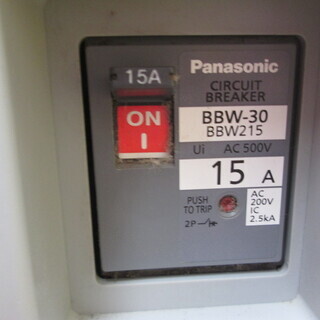 Panasonic
15A
CIRCUIT
BREAKER
ON
I
BBW-30
BBW215
Ui AC 500V
15 A
PUSH
TO TRIP
AC
200V
IC
2.5kA
2P